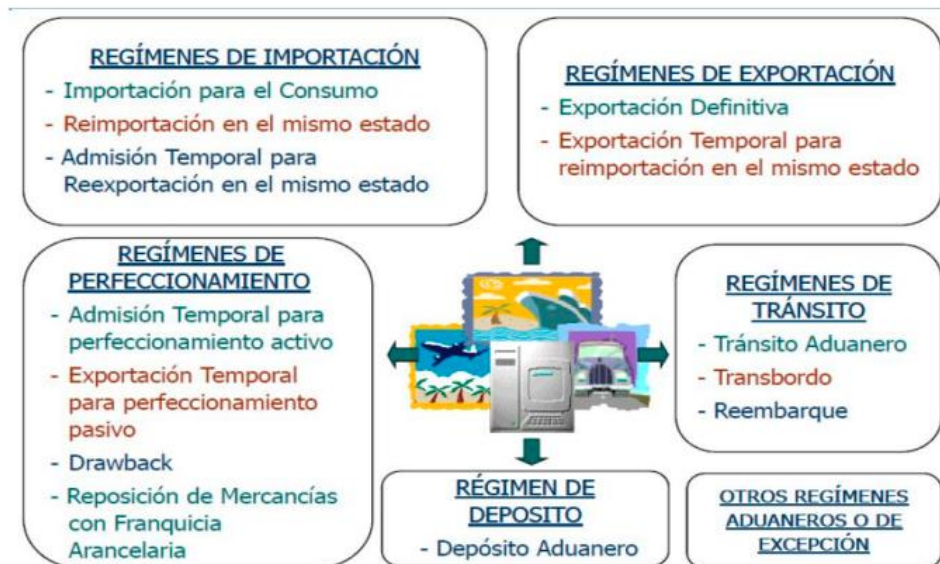 REGÍMENES DE IMPORTACIÓN
- Importación para el Consumo
- Reimportación en el mismo estado
- Admisión Temporal para
Reexportación en el mismo estado
REGÍMENES DE EXPORTACIÓN
- Exportación Definitiva
- Exportación Temporal para
reimportación en el mismo estado
REGÍMENES DE
PERFECCIONAMIENTO
- Admisión Temporal para
perfeccionamiento activo
- Exportación Temporal
para perfeccionamiento
pasivo
- Drawback
- Reposición de Mercancías
con Franquicia
Arancelaria
REGÍMENES DE
TRÁNSITO
- Tránsito Aduanero
- Transbordo
- Reembarque
RÉGIMEN DE
DEPOSITO
- Depósito Aduanero
OTROS REGÍMENES
ADUANEROS O DE
EXCEPCIÓN